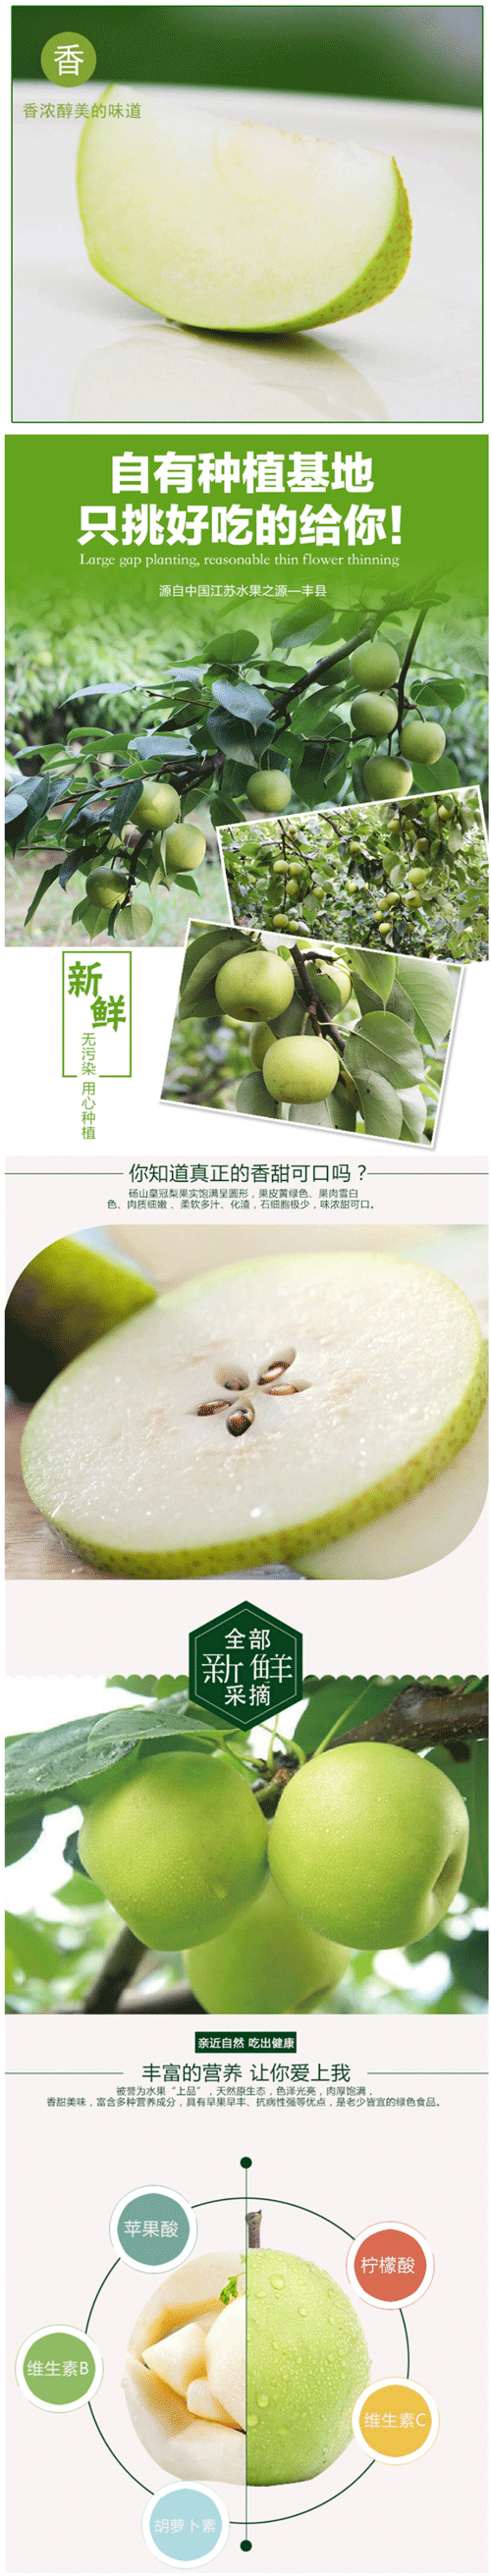 香
香浓醇美的味道
自有种植基地
只挑好吃的给你!
Large gap planting, reasonable thin flower thinning
源自中国江苏水果之源—丰县
新鲜
无污染 用心种植
你知道真正的香甜可口吗？
砀山皇冠梨果实饱满呈圆形，果皮黄绿色、果肉雪白
色、肉质细嫩、柔软多汁、化渣，石细胞极少，味浓甜可口。
全部
新鲜
采摘
亲近自然 吃出健康
丰富的营养 让你爱上我
被誉为水果“上品”，天然原生态，色泽光亮，肉厚饱满，
香甜美味，富含多种营养成分，具有早果早丰、抗病性强等优点，是老少皆宜的绿色食品。
苹果酸
柠檬酸
维生素B
维生素C
胡萝卜素